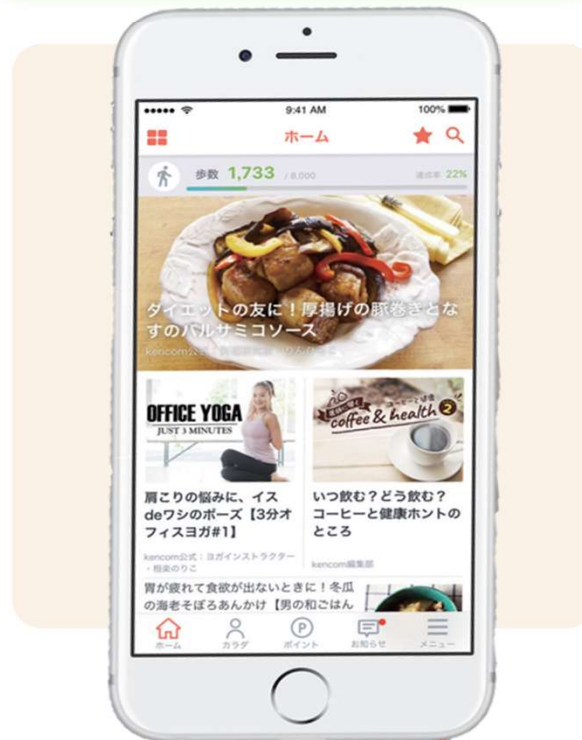 9:41 AM
100%
ホーム
歩数 1,733 / 8,000 達成率 22%
ダイエットの友に！厚揚げの豚巻きとな
すのバルサミコソース
OFFICE YOGA
JUST 3 MINUTES
coffee & health 2
肩こりの悩みに、イス
deワシのポーズ【3分オ
フィスヨガ#1】
kencom公式：ヨガインストラクター
・相楽のりこ
いつ飲む？どう飲む？
コーヒーと健康ホントの
ところ
kencom編集部
胃が疲れて食欲が出ないときに！冬瓜
の海老そぼろあんかけ【男の和ごはん
ホーム
カラダ
P
ポイント
お知らせ
メニュー